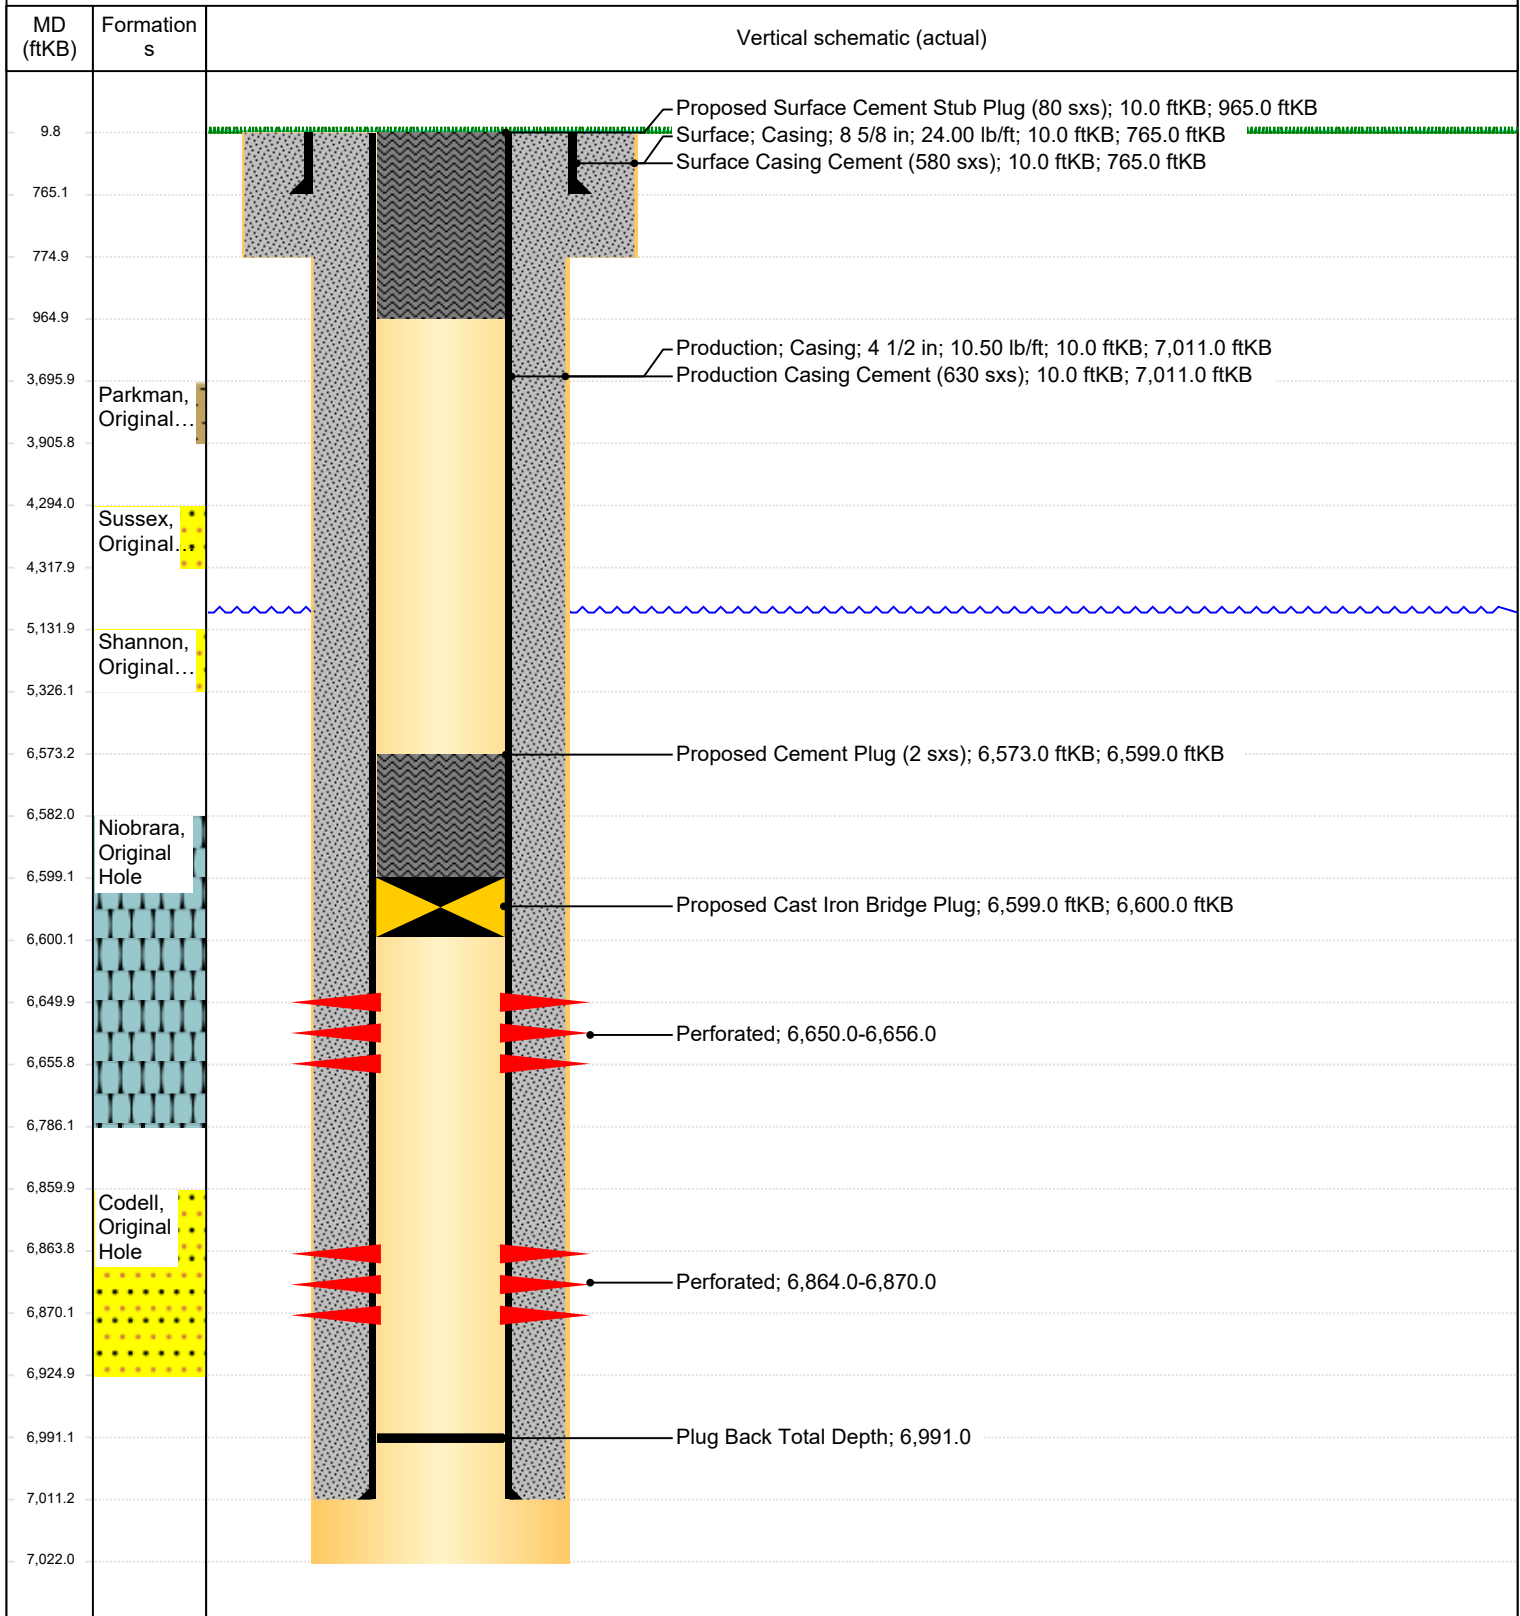 MD
(ftKB)
Formation
s
Vertical schematic (actual)
Proposed Surface Cement Stub Plug (80 sxs); 10.0 ftKB; 965.0 ftKB
9.8
Surface; Casing; 8 5/8 in; 24.00 lb/ft; 10.0 ftKB; 765.0 ftKB
Surface Casing Cement (580 sxs); 10.0 ftKB; 765.0 ftKB
765.1
774.9
964.9
Production; Casing; 4 1/2 in; 10.50 lb/ft; 10.0 ftKB; 7,011.0 ftKB
Production Casing Cement (630 sxs); 10.0 ftKB; 7,011.0 ftKB
3,695.9
Parkman,
Original...
3,905.8
4,294.0
Sussex,
Original...
4,317.9
5,131.9
Shannon,
Original...
5,326.1
6,573.2
Proposed Cement Plug (2 sxs); 6,573.0 ftKB; 6,599.0 ftKB
6,582.0
Niobrara,
Original
Hole
6,599.1
Proposed Cast Iron Bridge Plug; 6,599.0 ftKB; 6,600.0 ftKB
6,600.1
6,649.9
Perforated; 6,650.0-6,656.0
6,655.8
6,786.1
6,859.9
Codell,
Original
Hole
6,863.8
Perforated; 6,864.0-6,870.0
6,870.1
6,924.9
6,991.1
Plug Back Total Depth; 6,991.0
7,011.2
7,022.0